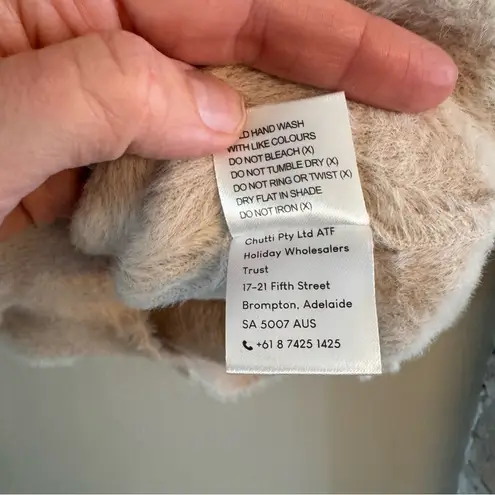 HAND WASH
WITH LIKE COLOURS
DO NOT BLEACH (X)
DO NOT TUMBLE DRY (X)
DO NOT RING OR TWIST (X)
DRY FLAT IN SHADE
DO NOT IRON (X)
Chutti Pty Ltd ATF
Holiday Wholesalers
Trust
17-21 Fifth Street
Brompton, Adelaide
SA 5007 AUS
+61 8 7425 1425